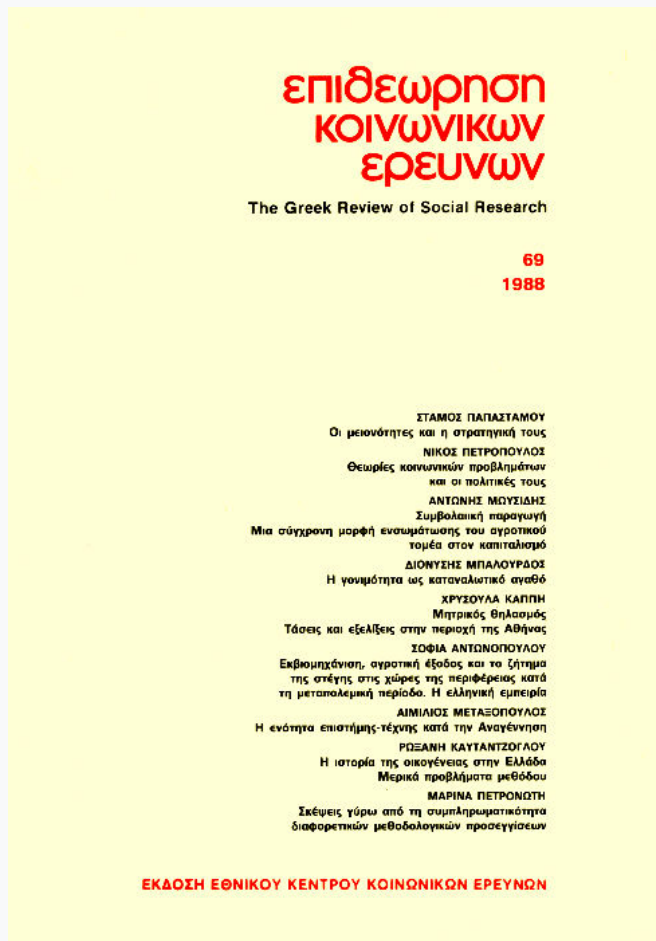 επιθεωρηση
κοινωνικων
ερευνων
The Greek Review of Social Research
69
1988
ΣΤΑΜΟΣ ΠΑΠΑΣΤΑΜΟΥ
Οι μειονότητες και η στρατηγική τους
ΝΙΚΟΣ ΠΕΤΡΟΠΟΥΛΟΣ
Θεωρίες κοινωνικών προβλημάτων
και οι πολιτικές τους
ΑΝΤΩΝΗΣ ΜΩΥΣΙΔΗΣ
Συμβολαιική παραγωγή
Μια σύγχρονη μορφή ενσωμάτωσης του αγροτικού
τομέα στον καπιταλισμό
ΔΙΟΝΥΣΗΣ ΜΠΑΛΟΥΡΔΟΣ
Η γονιμότητα ως καταναλωτικό αγαθό
ΧΡΥΣΟΥΛΑ ΚΑΠΠΗ
Μητρικός θηλασμός
Τάσεις και εξελίξεις στην περιοχή της Αθήνας
ΣΟΦΙΑ ΑΝΤΩΝΟΠΟΥΛΟΥ
Εκβιομηχάνιση, αγροτική έξοδος και το ζήτημα
της στέγης στις χώρες της περιφέρειας κατά
τη μεταπολεμική περίοδο. Η ελληνική εμπειρία
ΑΙΜΙΛΙΟΣ ΜΕΤΑΞΟΠΟΥΛΟΣ
Η ενότητα επιστήμης-τέχνης κατά την Αναγέννηση
ΡΩΞΑΝΗ ΚΑΥΤΑΝΤΖΟΓΛΟΥ
Η ιστορία της οικογένειας στην Ελλάδα
Μερικά προβλήματα μεθόδου
ΜΑΡΙΝΑ ΠΕΤΡΟΝΩΤΗ
Σκέψεις γύρω από τη συμπληρωματικότητα
διαφορετικών μεθοδολογικών προσεγγίσεων
ΕΚΔΟΣΗ ΕΘΝΙΚΟΥ ΚΕΝΤΡΟΥ ΚΟΙΝΩΝΙΚΩΝ ΕΡΕΥΝΩΝ